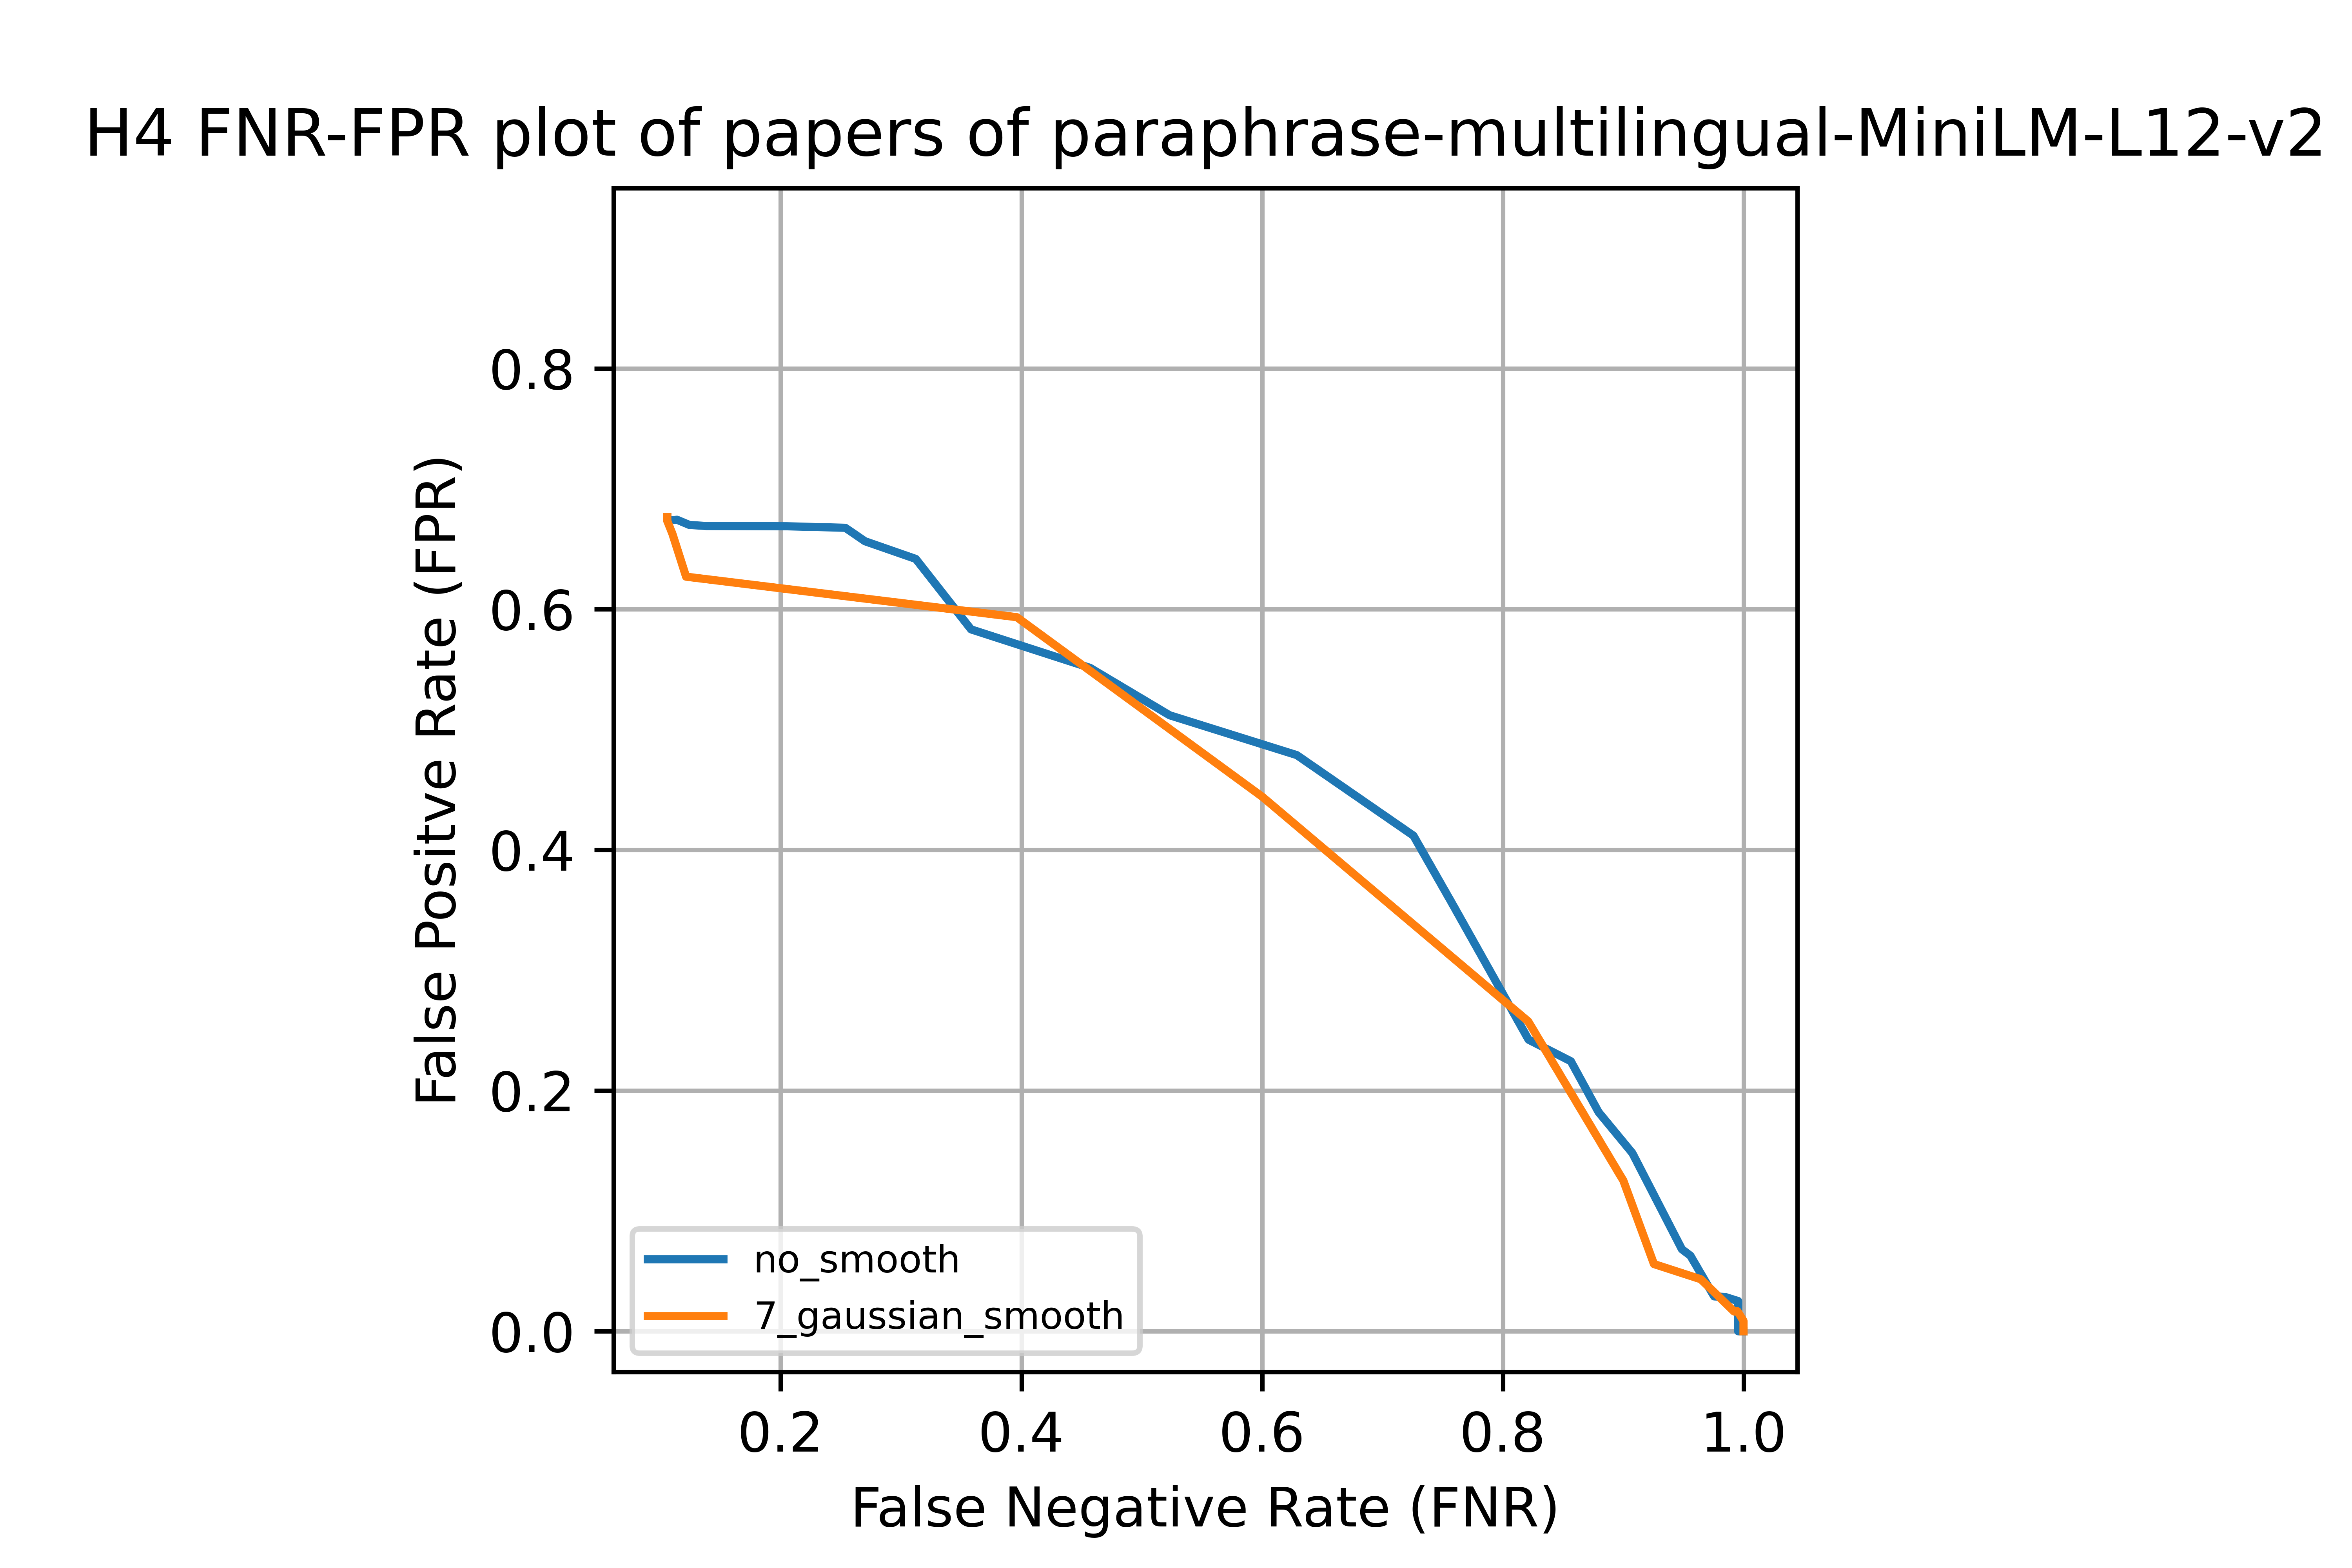 H4 FNR-FPR plot of papers of paraphrase-multilingual-MiniLM-L12-v2
False Positve Rate (FPR)
0.8
0.6
0.4
0.2
0.0
no_smooth
7_gaussian_smooth
0.2 0.4 0.6 0.8 1.0
False Negative Rate (FNR)